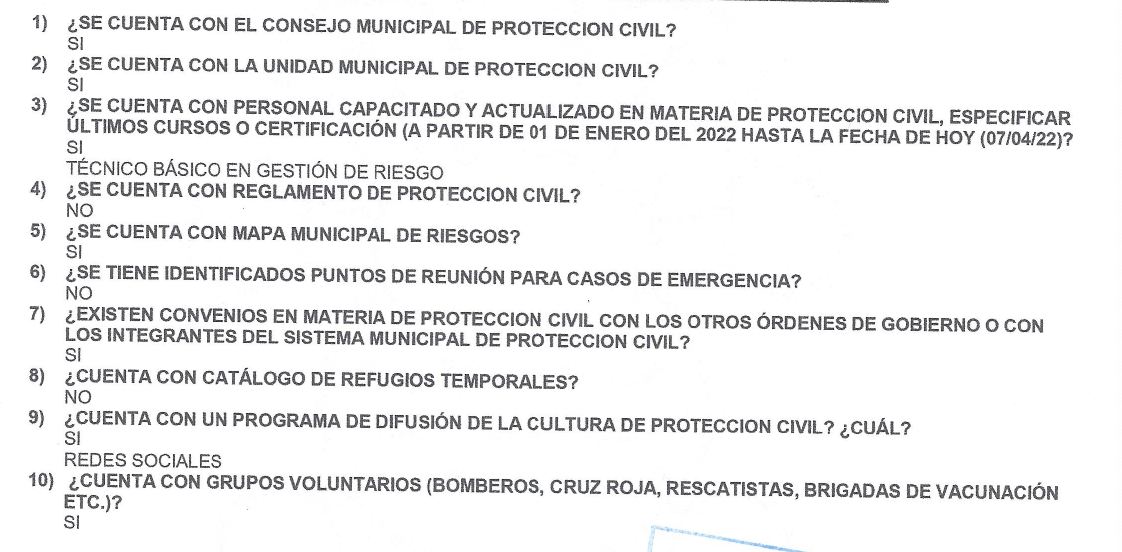 1) ¿SE CUENTA CON EL CONSEJO MUNICIPAL DE PROTECCION CIVIL?
SI
2) ¿SE CUENTA CON LA UNIDAD MUNICIPAL DE PROTECCION CIVIL?
SI
3) ¿SE CUENTA CON PERSONAL CAPACITADO Y ACTUALIZADO EN MATERIA DE PROTECCION CIVIL, ESPECIFICAR
ÚLTIMOS CURSOS O CERTIFICACIÓN (A PARTIR DE 01 DE ENERO DEL 2022 HASTA LA FECHA DE HOY (07/04/22)?
SI
TÉCNICO BÁSICO EN GESTIÓN DE RIESGO
4) ¿SE CUENTA CON REGLAMENTO DE PROTECCION CIVIL?
NO
5) ¿SE CUENTA CON MAPA MUNICIPAL DE RIESGOS?
SI
6) ¿SE TIENE IDENTIFICADOS PUNTOS DE REUNIÓN PARA CASOS DE EMERGENCIA?
NO
7) ¿EXISTEN CONVENIOS EN MATERIA DE PROTECCION CIVIL CON LOS OTROS ÓRDENES DE GOBIERNO O CON
LOS INTEGRANTES DEL SISTEMA MUNICIPAL DE PROTECCION CIVIL?
SI
8) ¿CUENTA CON CATÁLOGO DE REFUGIOS TEMPORALES?
NO
9) ¿CUENTA CON UN PROGRAMA DE DIFUSIÓN DE LA CULTURA DE PROTECCION CIVIL? ¿CUÁL?
SI
REDES SOCIALES
10) ¿CUENTA CON GRUPOS VOLUNTARIOS (BOMBEROS, CRUZ ROJA, RESCATISTAS, BRIGADAS DE VACUNACIÓN
ETC.)?
SI